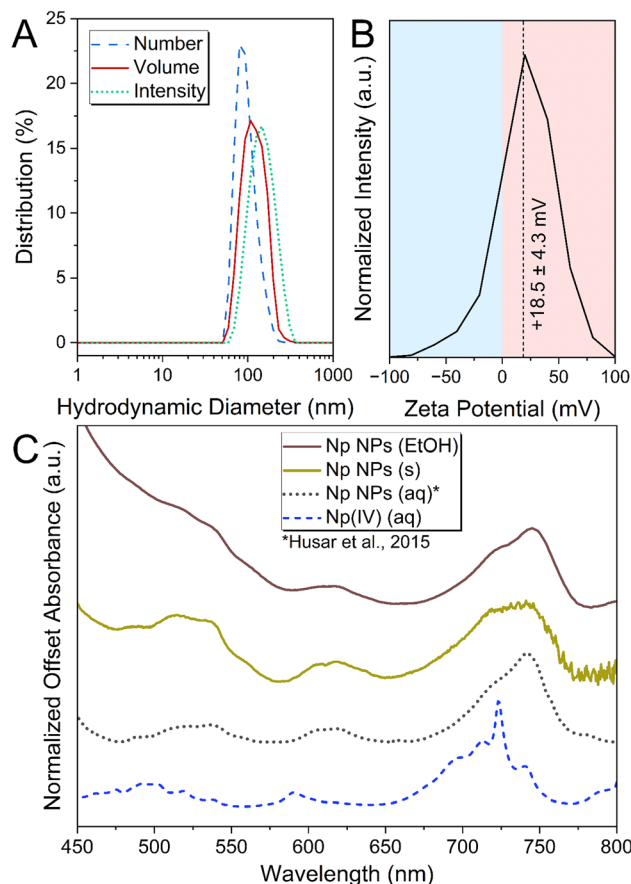 A
Number
Volume
Intensity
25
20
15
10
5
0
Distribution (%)
1
10
100
1000
Hydrodynamic Diameter (nm)
B
Normalized Intensity (a.u.)
+18.5 ± 4.3 mV
−100
−50
0
50
100
Zeta Potential (mV)
C
Np NPs (EtOH)
Np NPs (s)
Np NPs (aq)*
Np(IV) (aq)
*Husar et al., 2015
Normalized Offset Absorbance (a.u.)
450
500
550
600
650
700
750
800
Wavelength (nm)